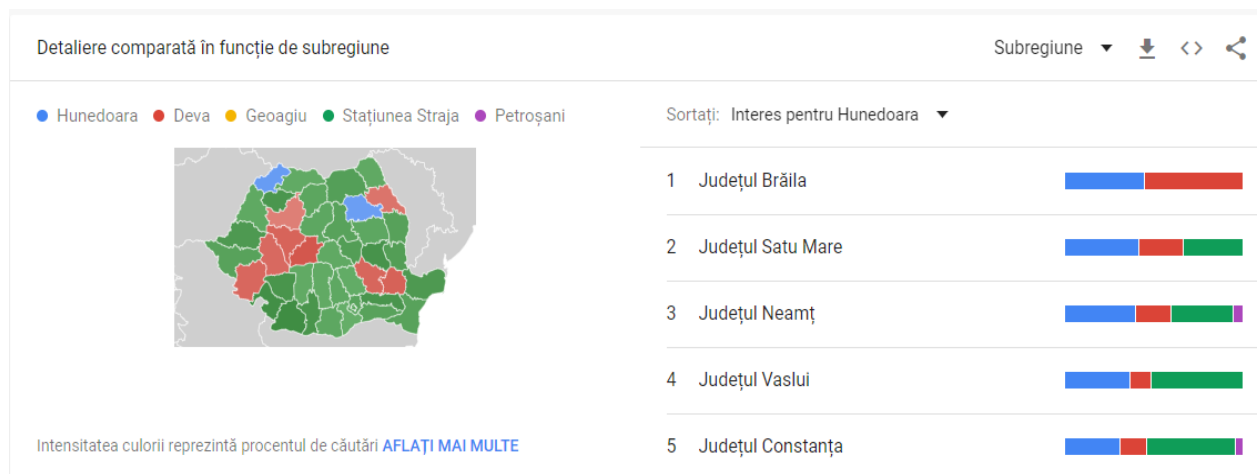 Detaliere comparată în funcție de subregiune
Subregiune
Hunedoara Deva Geoagiu Stațiunea Straja Petroșani
Sortați: Interes pentru Hunedoara
1 Județul Brăila
2 Județul Satu Mare
3 Județul Neamț
4 Județul Vaslui
5 Județul Constanța
Intensitatea culorii reprezintă procentul de căutări AFLAȚI MAI MULTE